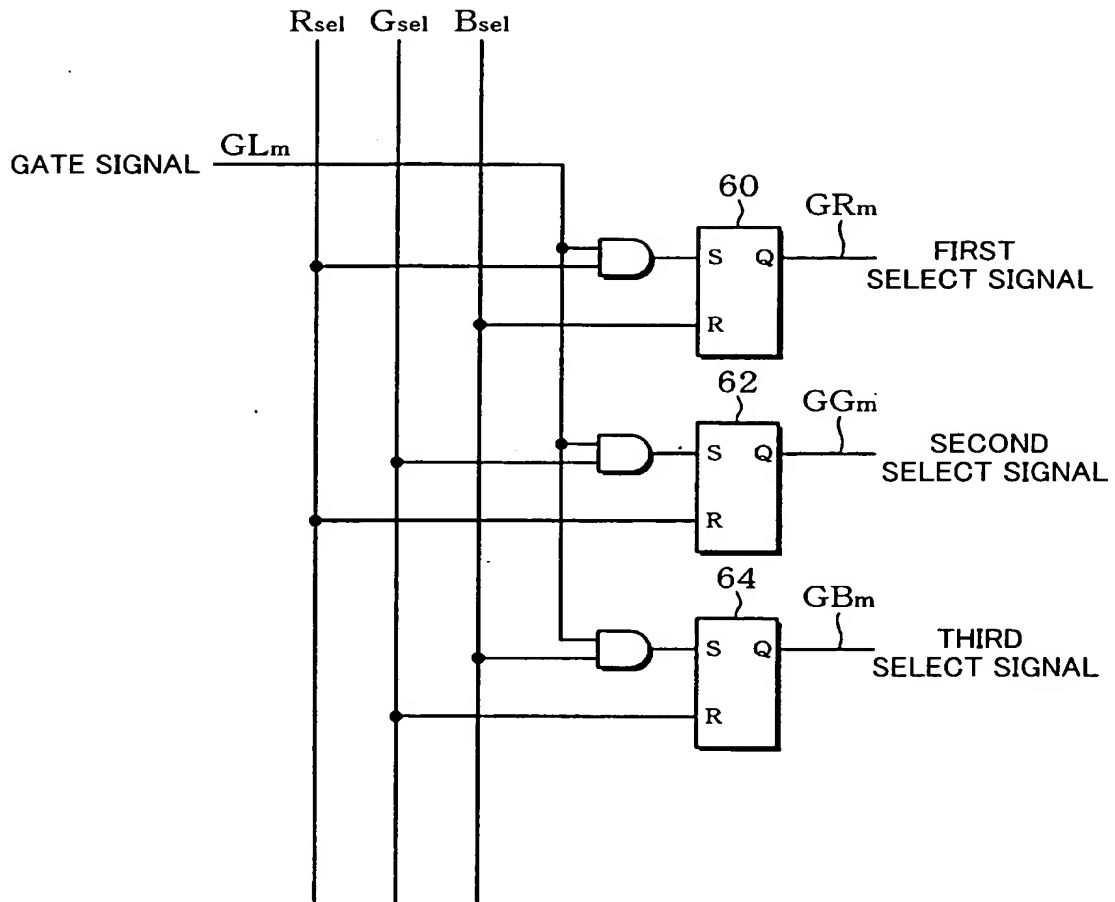 Rsel Gsel Bsel
GATE SIGNAL GLm
60
S Q
R
GRm
FIRST
SELECT SIGNAL
62
S Q
R
GGm
SECOND
SELECT SIGNAL
64
S Q
R
GBm
THIRD
SELECT SIGNAL